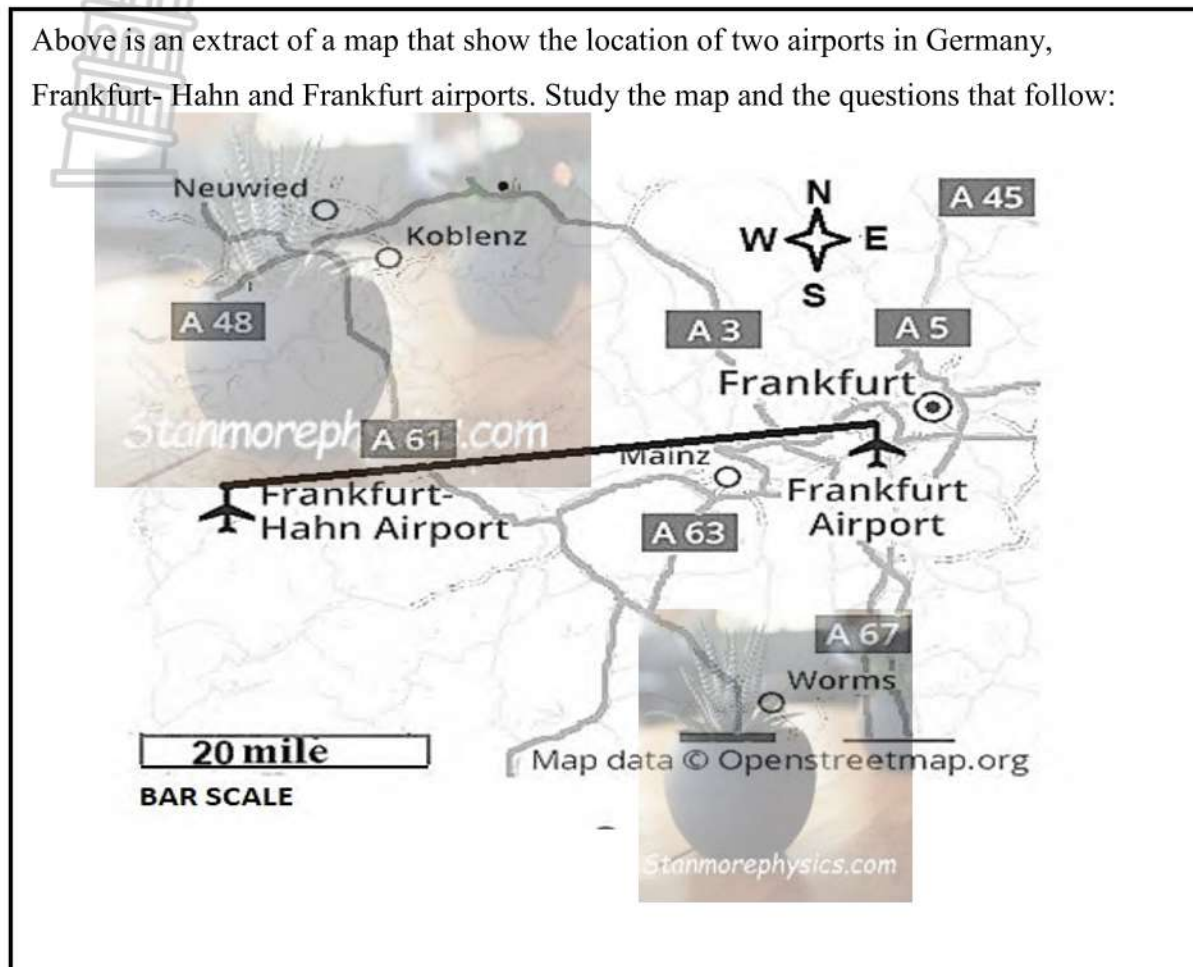 Above is an extract of a map that show the location of two airports in Germany,
Frankfurt- Hahn and Frankfurt airports. Study the map and the questions that follow:
N
A 45
Neuwied
Koblenz
W E
S
A 48
A 3
A 5
Frankfurt
Stanmoreph
A 61
.com
Mainz
Frankfurt-
Hahn Airport
Frankfurt
Airport
A 63
A 67
Worms
20 mile
Map data © Openstreetmap.org
BAR SCALE
Stanmorephysics.com